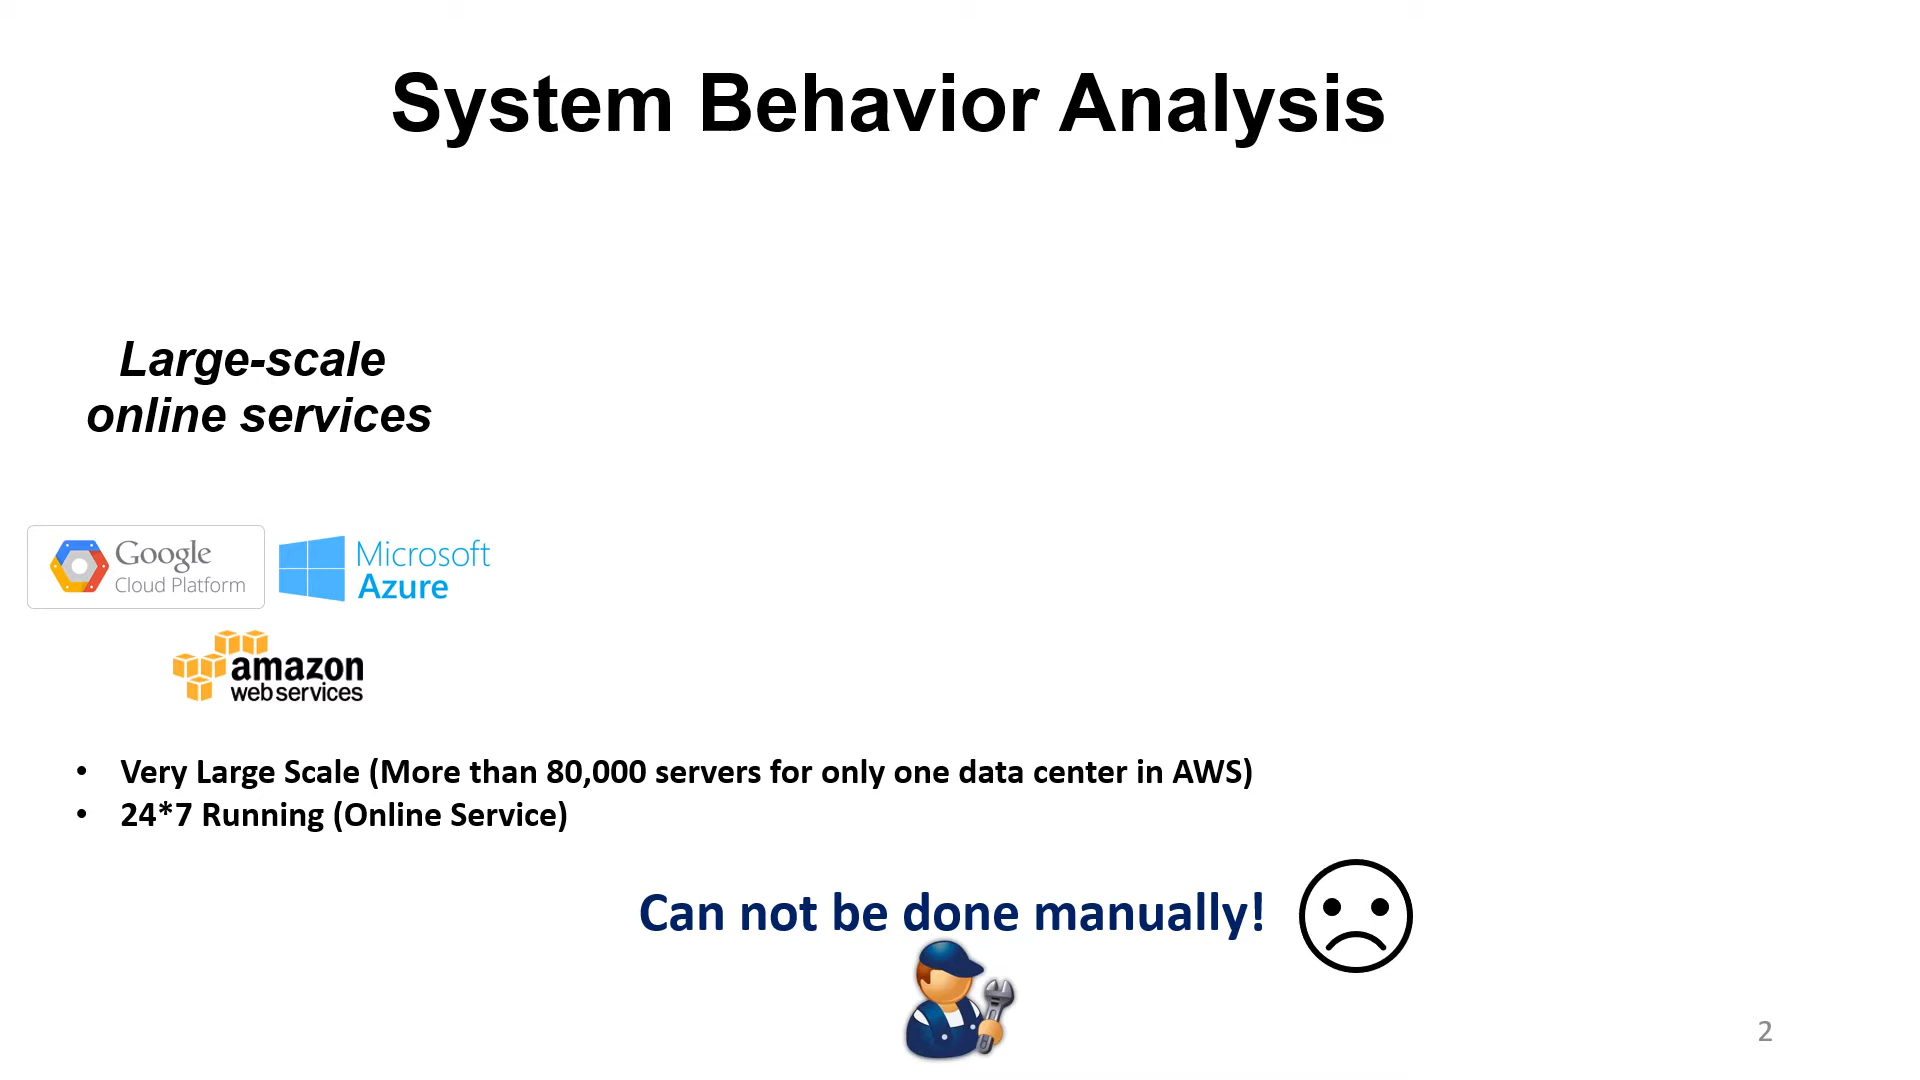 System Behavior Analysis
Large-scale
online services
Google
Cloud Platform
Microsoft
Azure
amazon
web services
• Very Large Scale (More than 80,000 servers for only one data center in AWS)
• 24*7 Running (Online Service)
Can not be done manually!
2